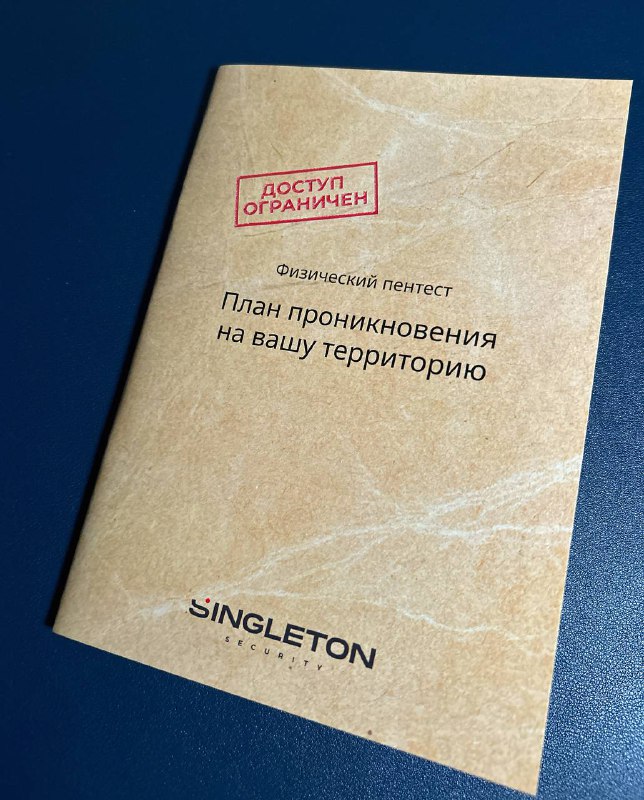 ДОСТУП
ОГРАНИЧЕН
Физический пентест
План проникновения
на вашу территорию
SINGLETON
SECURITY